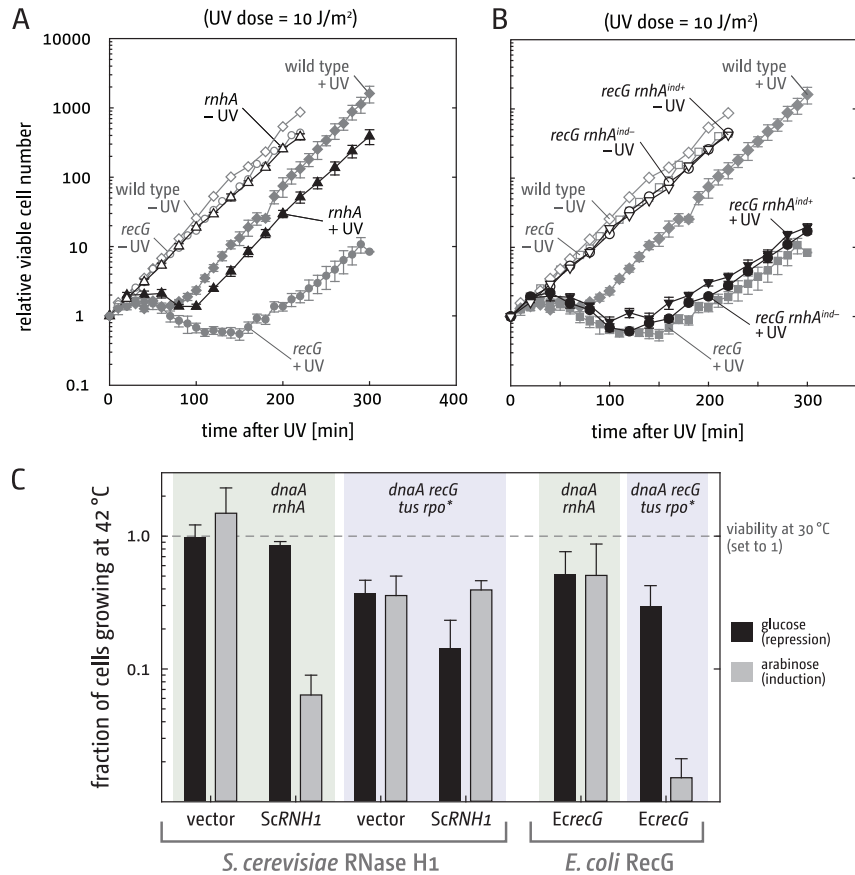 A
(UV dose = 10 J/m²)
relative viable cell number
10000
1000
100
10
1
0.1
0
100
200
300
400
time after UV [min]
wild type
+ UV
rnhA
– UV
wild type
– UV
recG
– UV
rnhA
+ UV
recG
+ UV
B
(UV dose = 10 J/m²)
0
100
200
300
time after UV [min]
wild type
+ UV
recG rnhAind+
– UV
recG rnhAind–
– UV
wild type
– UV
recG
– UV
recG rnhAind+
+ UV
recG rnhAind–
+ UV
recG
+ UV
C
fraction of cells growing at 42 °C
1.0
0.1
dnaA
rnhA
dnaA recG
tus rpo*
dnaA
rnhA
dnaA recG
tus rpo*
viability at 30 °C
(set to 1)
glucose
(repression)
arabinose
(induction)
vector
ScRNH1
vector
ScRNH1
EcrecG
EcrecG
S. cerevisiae RNase H1
E. coli RecG